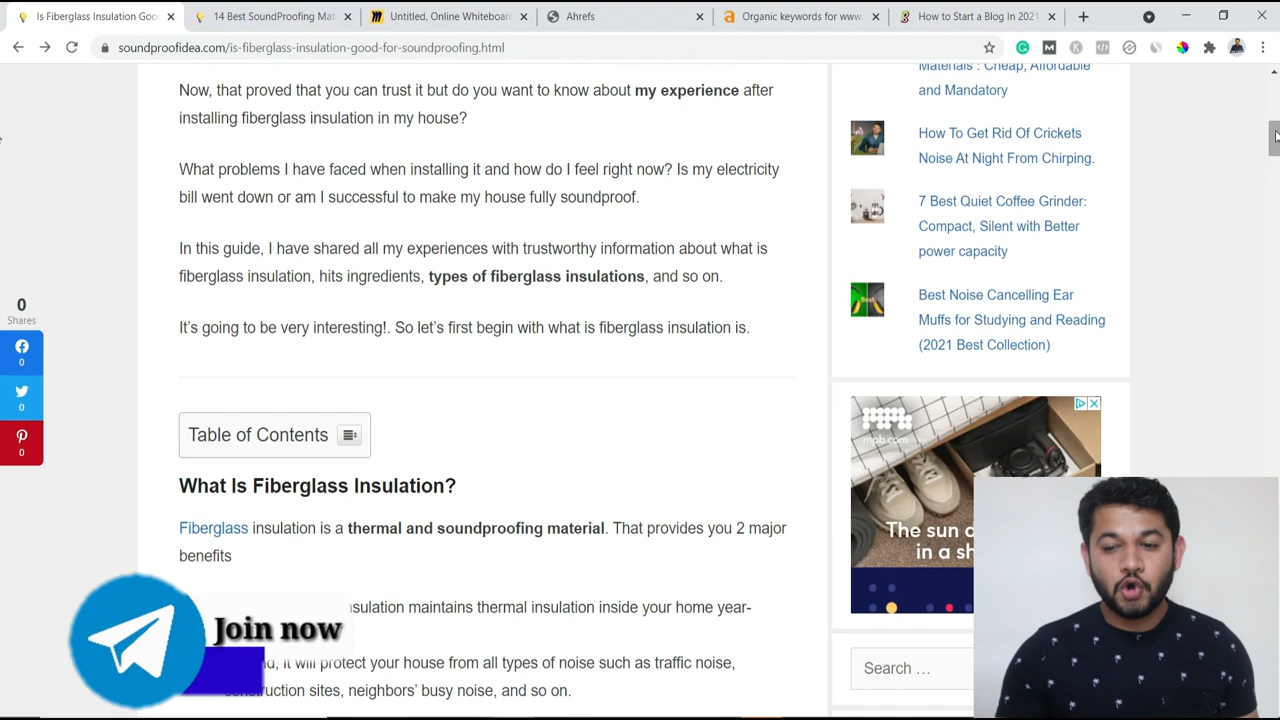 Is Fiberglass Insulation Goo
14 Best SoundProofing Mat
Untitled, Online Whiteboar
Ahrefs
Organic keywords for www.
How to Start a Blog In 2021
soundproofidea.com/is-fiberglass-insulation-good-for-soundproofing.html
Now, that proved that you can trust it but do you want to know about my experience after
installing fiberglass insulation in my house?
What problems I have faced when installing it and how do I feel right now? Is my electricity
bill went down or am I successful to make my house fully soundproof.
In this guide, I have shared all my experiences with trustworthy information about what is
fiberglass insulation, hits ingredients, types of fiberglass insulations, and so on.
It's going to be very interesting!. So let's first begin with what is fiberglass insulation is.
Table of Contents
What Is Fiberglass Insulation?
Fiberglass insulation is a thermal and soundproofing material. That provides you 2 major
benefits
sulation maintains thermal insulation inside your home year-
d, it will protect your house from all types of noise such as traffic noise,
construction sites, neighbors' busy noise, and so on.
0
Shares
0
0
0
Join now
Materials : Cheap, Affordable
and Mandatory
How To Get Rid Of Crickets
Noise At Night From Chirping.
7 Best Quiet Coffee Grinder:
Compact, Silent with Better
power capacity
Best Noise Cancelling Ear
Muffs for Studying and Reading
(2021 Best Collection)
mpb.com
The sun
in a sh
Search …